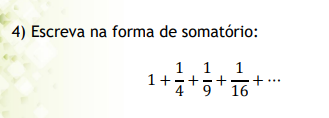 4) Escreva na forma de somatório:
1 + 1/4 + 1/9 + 1/16 + ⋯